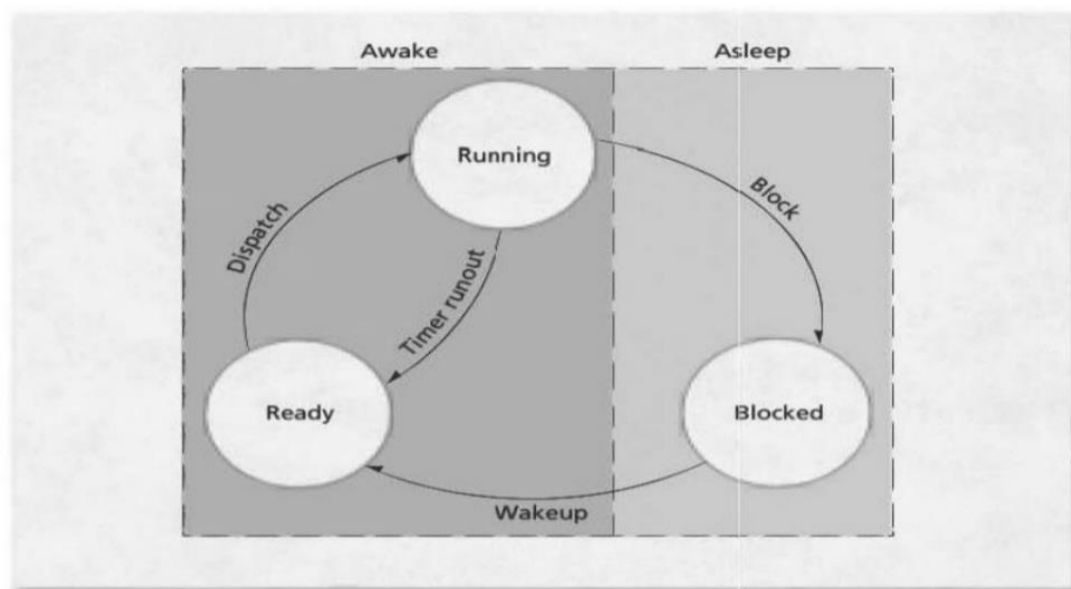 Awake
Asleep
Running
Block
Dispatch
Timer runout
Ready
Blocked
Wakeup